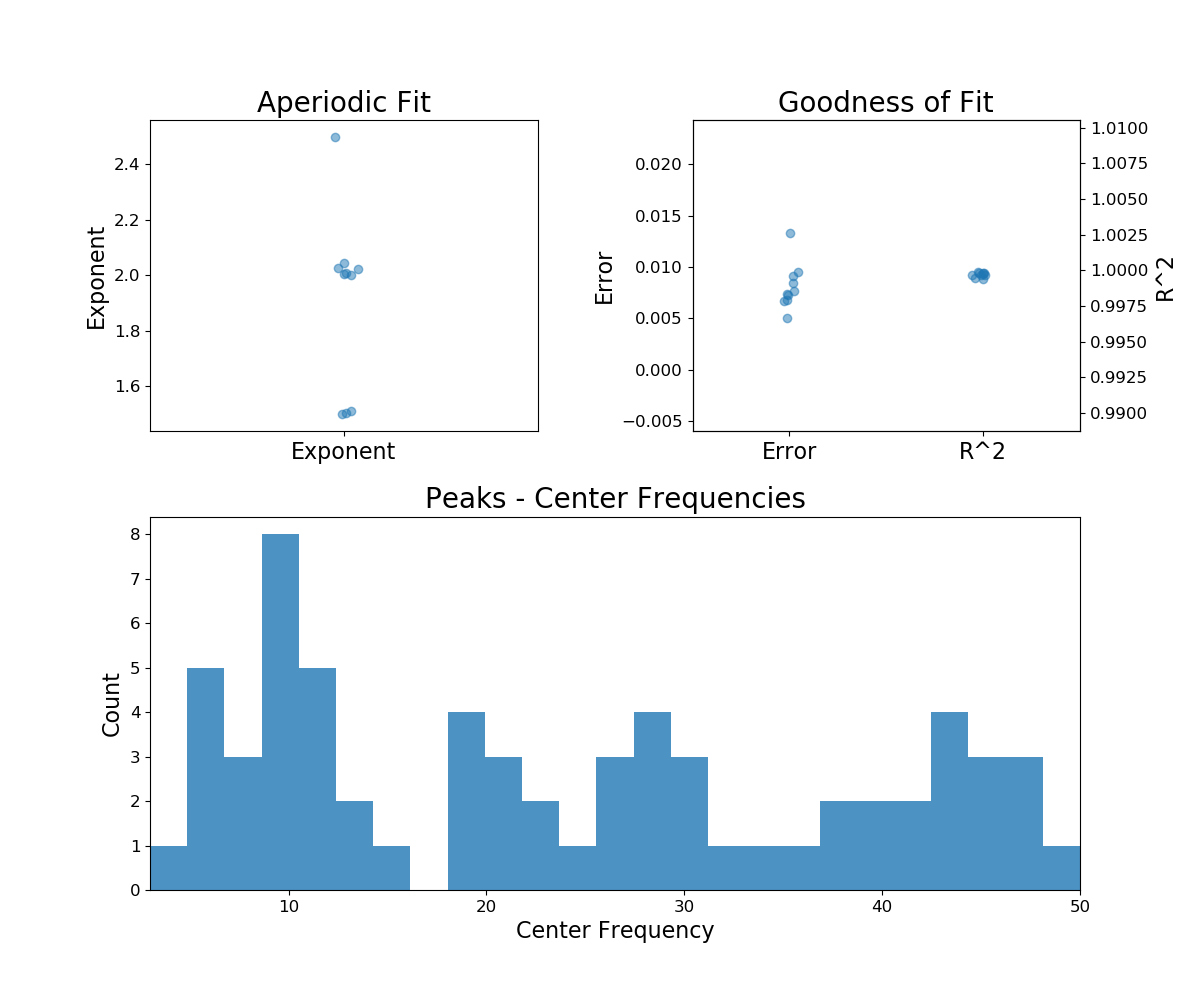 Aperiodic Fit
Exponent
2.4
2.2
2.0
1.8
1.6
Exponent
Goodness of Fit
Error
0.020
0.015
0.010
0.005
0.000
−0.005
1.0100
1.0075
1.0050
1.0025
1.0000
0.9975
0.9950
0.9925
0.9900
R^2
Error R^2
Peaks - Center Frequencies
Count
8
7
6
5
4
3
2
1
0
10 20 30 40 50
Center Frequency